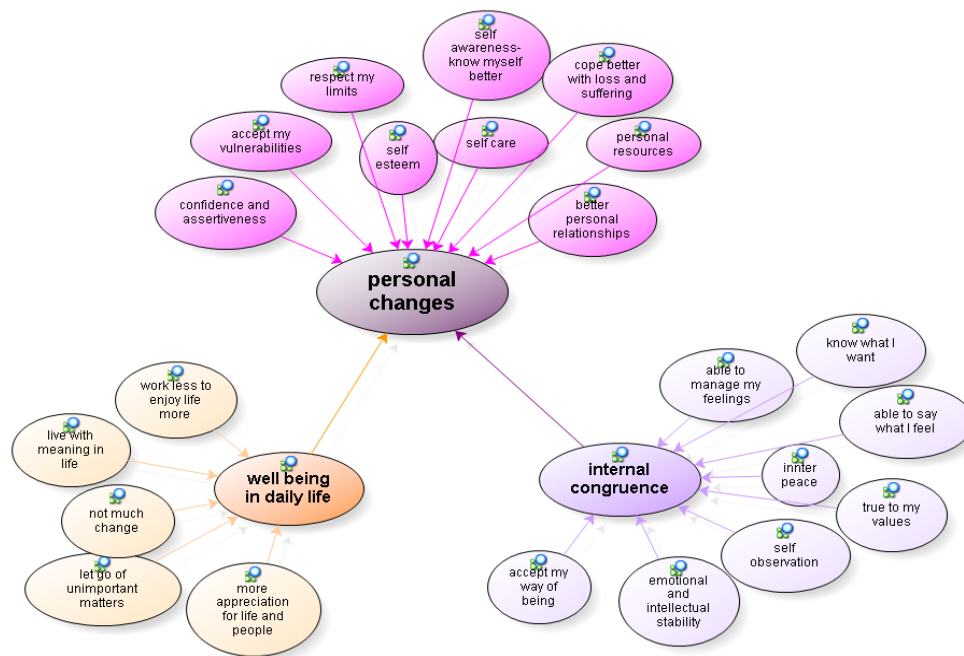 self
awareness-
know myself
better
cope better
with loss and
suffering
respect my
limits
accept my
vulnerabilities
self
esteem
self care
personal
resources
confidence and
assertiveness
better
personal
relationships
personal
changes
work less to
enjoy life
more
live with
meaning in
life
not much
change
let go of
unimportant
matters
more
appreciation
for life and
people
well being
in daily life
able to
manage my
feelings
know what I
want
able to say
what I feel
innter
peace
true to my
values
self
observation
emotional
and
intellectual
stability
accept my
way of
being
internal
congruence